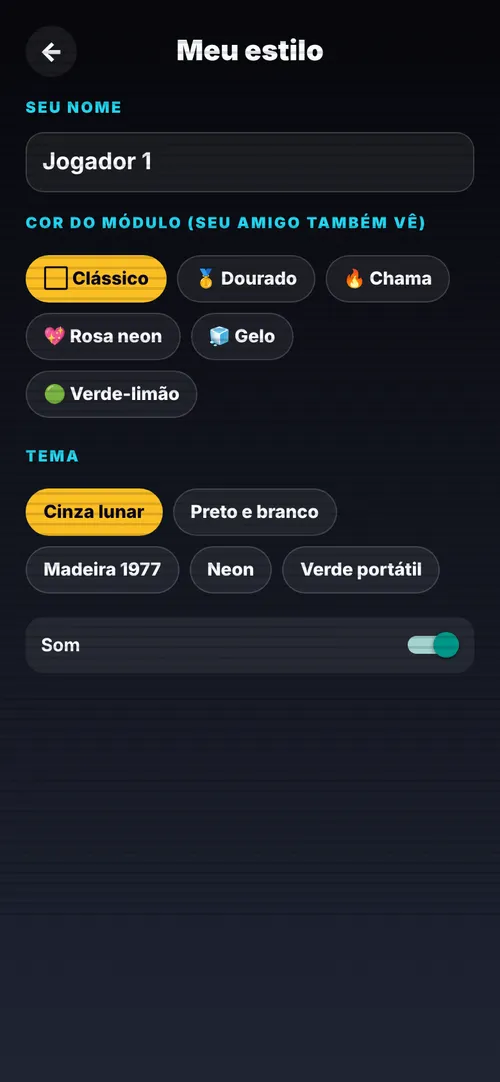 Meu estilo
SEU NOME
Jogador 1
COR DO MÓDULO (SEU AMIGO TAMBÉM VÊ)
Clássico
🥇 Dourado
🔥 Chama
💖 Rosa neon
🧊 Gelo
🟢 Verde-limão
TEMA
Cinza lunar
Preto e branco
Madeira 1977
Neon
Verde portátil
Som